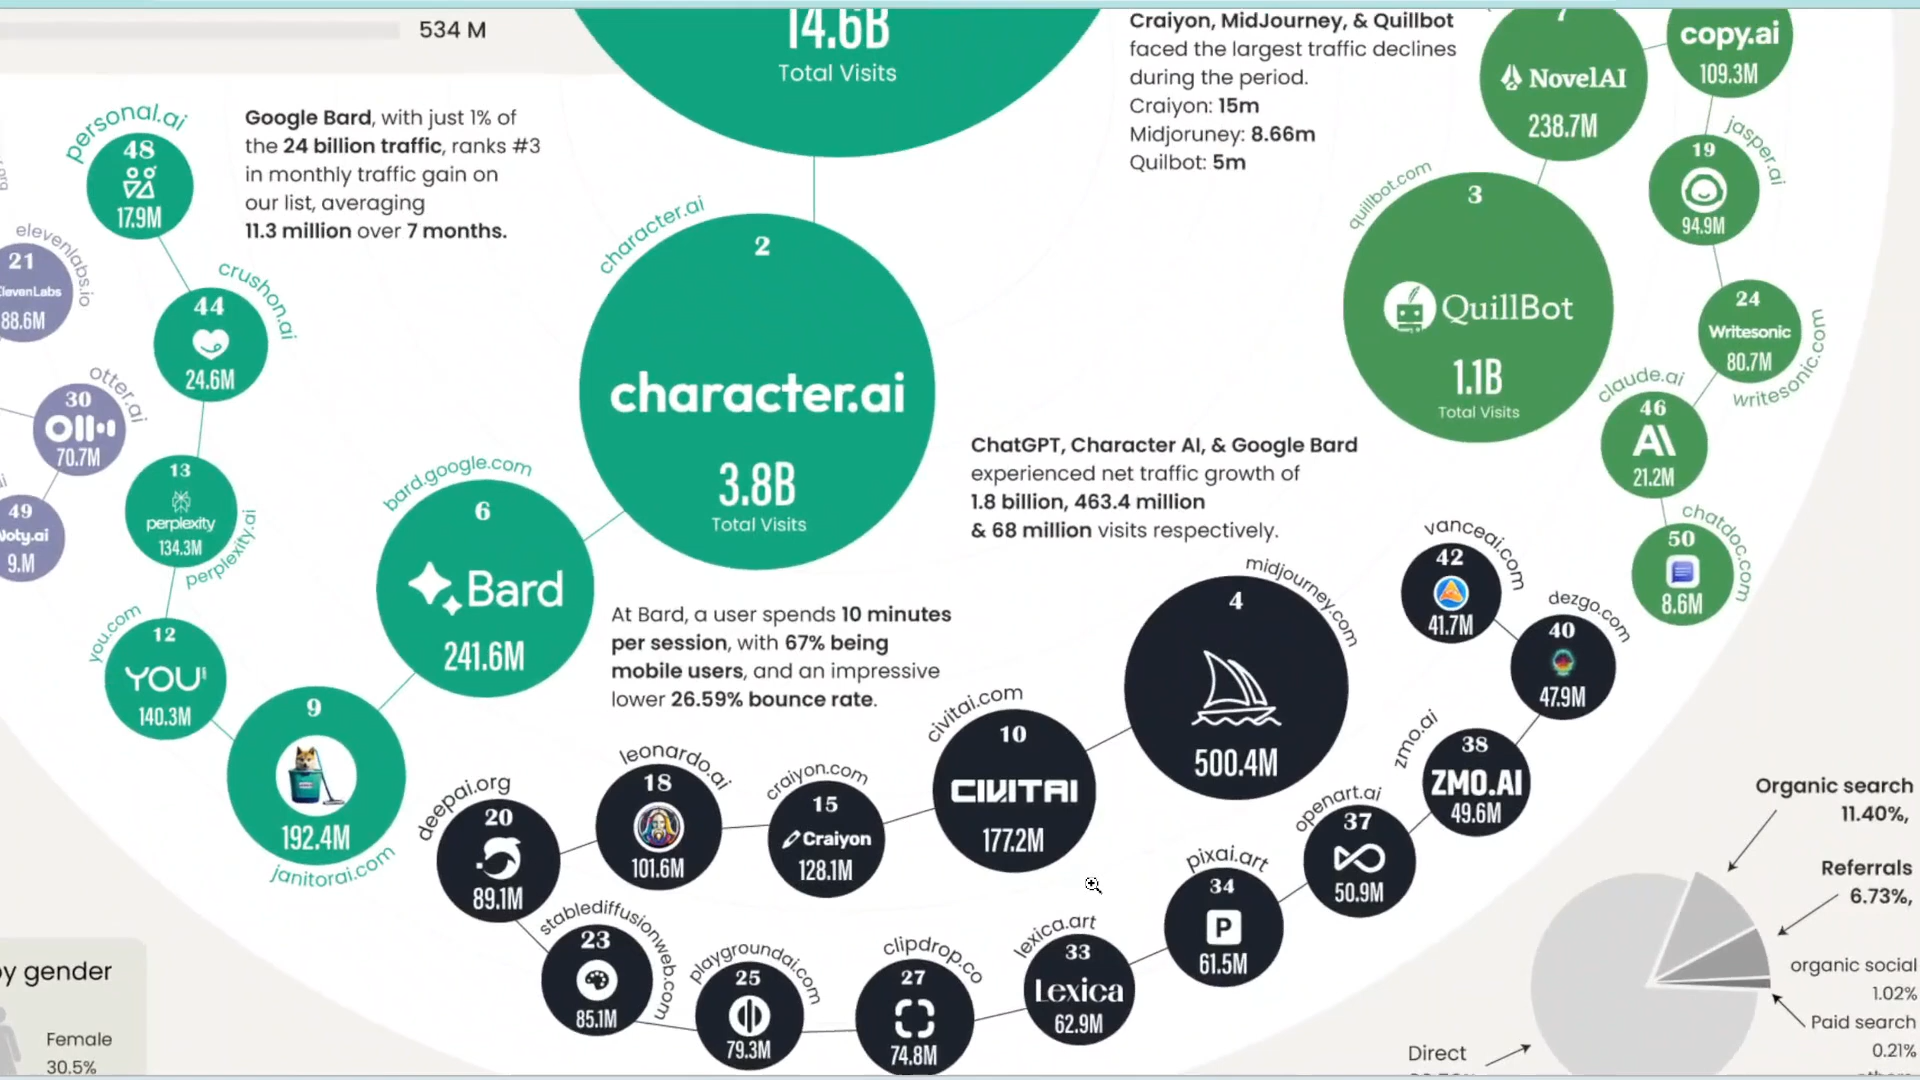 534 M
14.6B
Total Visits
Craiyon, MidJourney, & Quillbot
faced the largest traffic declines
during the period.
Craiyon: 15m
Midjoruney: 8.66m
Quilbot: 5m
7
NovelAI
238.7M
copy.ai
109.3M
personal.ai
48
17.9M
Google Bard, with just 1% of
the 24 billion traffic, ranks #3
in monthly traffic gain on
our list, averaging
11.3 million over 7 months.
jasper.ai
19
94.9M
elevenlabs.io
21
88.6M
crushon.ai
44
24.6M
character.ai
2
character.ai
3.8B
Total Visits
quillbot.com
3
QuillBot
1.1B
Total Visits
24
Writesonic
80.7M
writesonic.com
otter.ai
30
70.7M
claude.ai
46
AI
21.2M
13
perplexity
134.3M
perplexity.ai
bard.google.com
6
Bard
241.6M
ChatGPT, Character AI, & Google Bard
experienced net traffic growth of
1.8 billion, 463.4 million
& 68 million visits respectively.
49
9.M
chatdoc.com
50
8.6M
vanceai.com
42
41.7M
dezgo.com
40
47.9M
midjourney.com
4
500.4M
At Bard, a user spends 10 minutes
per session, with 67% being
mobile users, and an impressive
lower 26.59% bounce rate.
you.com
12
YOU
140.3M
9
192.4M
janitorai.com
civitai.com
10
CIVITAI
177.2M
craiyon.com
15
Craiyon
128.1M
leonardo.ai
18
101.6M
deepai.org
20
89.1M
zmo.ai
38
ZMO.AI
49.6M
openart.ai
37
50.9M
pixai.art
34
P
61.5M
lexica.art
33
Lexica
62.9M
clipdrop.co
27
74.8M
playgroundai.com
25
79.3M
stablediffusionweb.com
23
85.1M
Organic search
11.40%,
Referrals
6.73%,
organic social
1.02%
Paid search
0.21%
Direct
by gender
Female
30.5%